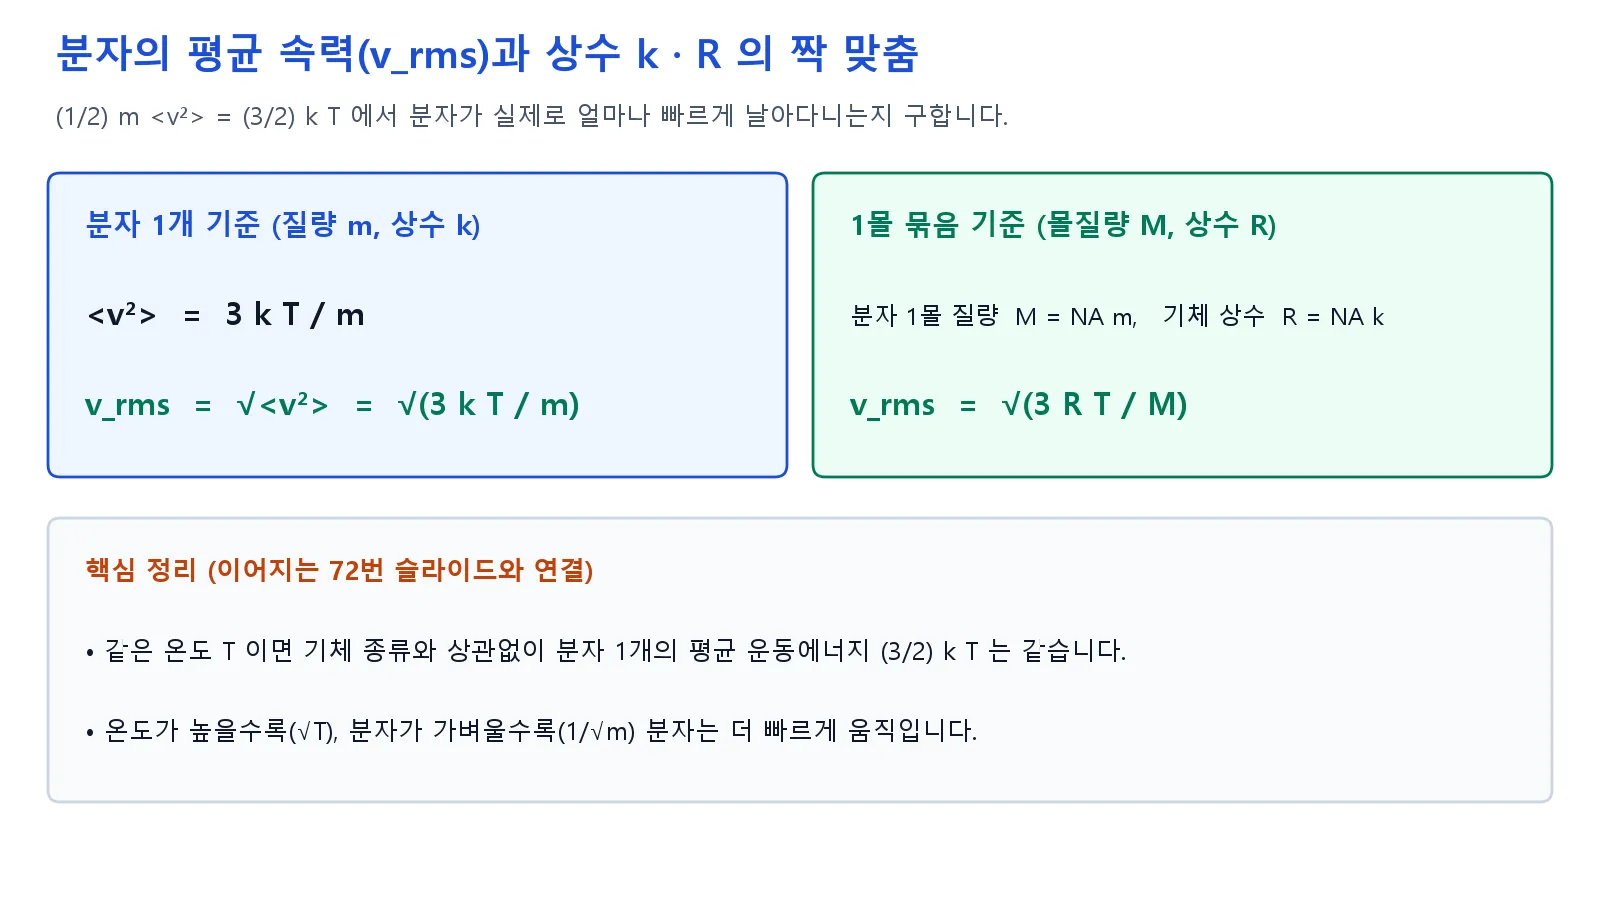 분자의 평균 속력(v_rms)과 상수 k · R 의 짝 맞춤
(1/2) m <v²> = (3/2) k T 에서 분자가 실제로 얼마나 빠르게 날아다니는지 구합니다.
분자 1개 기준 (질량 m, 상수 k)
<v²> = 3 k T / m
v_rms = √<v²> = √(3 k T / m)
1몰 묶음 기준 (몰질량 M, 상수 R)
분자 1몰 질량 M = NA m, 기체 상수 R = NA k
v_rms = √(3 R T / M)
핵심 정리 (이어지는 72번 슬라이드와 연결)
• 같은 온도 T 이면 기체 종류와 상관없이 분자 1개의 평균 운동에너지 (3/2) k T 는 같습니다.
• 온도가 높을수록(√T), 분자가 가벼울수록(1/√m) 분자는 더 빠르게 움직입니다.